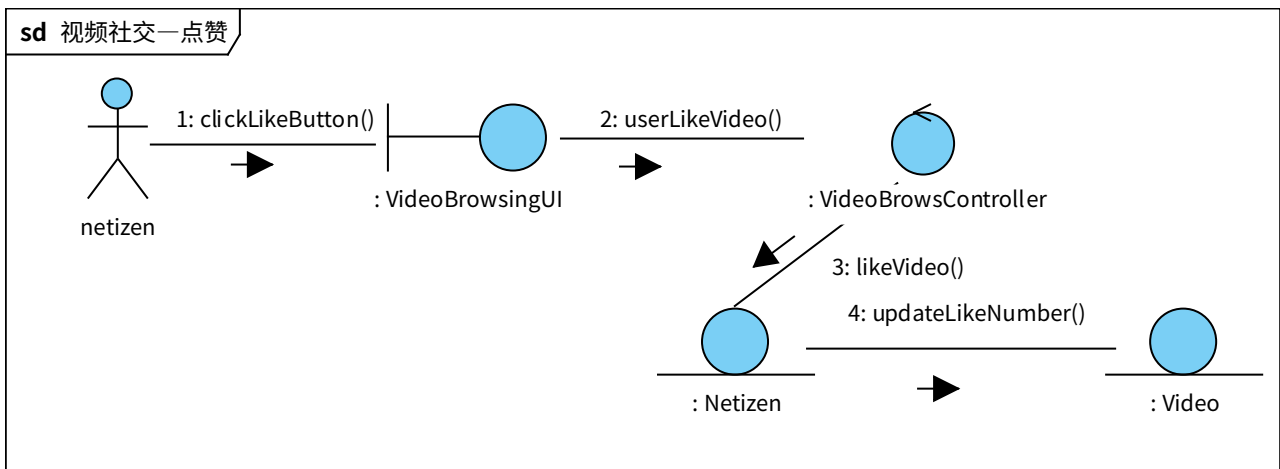 sd 视频社交—点赞
1: clickLikeButton()
2: userLikeVideo()
: VideoBrowsingUI
: VideoBrowsController
netizen
3: likeVideo()
4: updateLikeNumber()
: Netizen
: Video